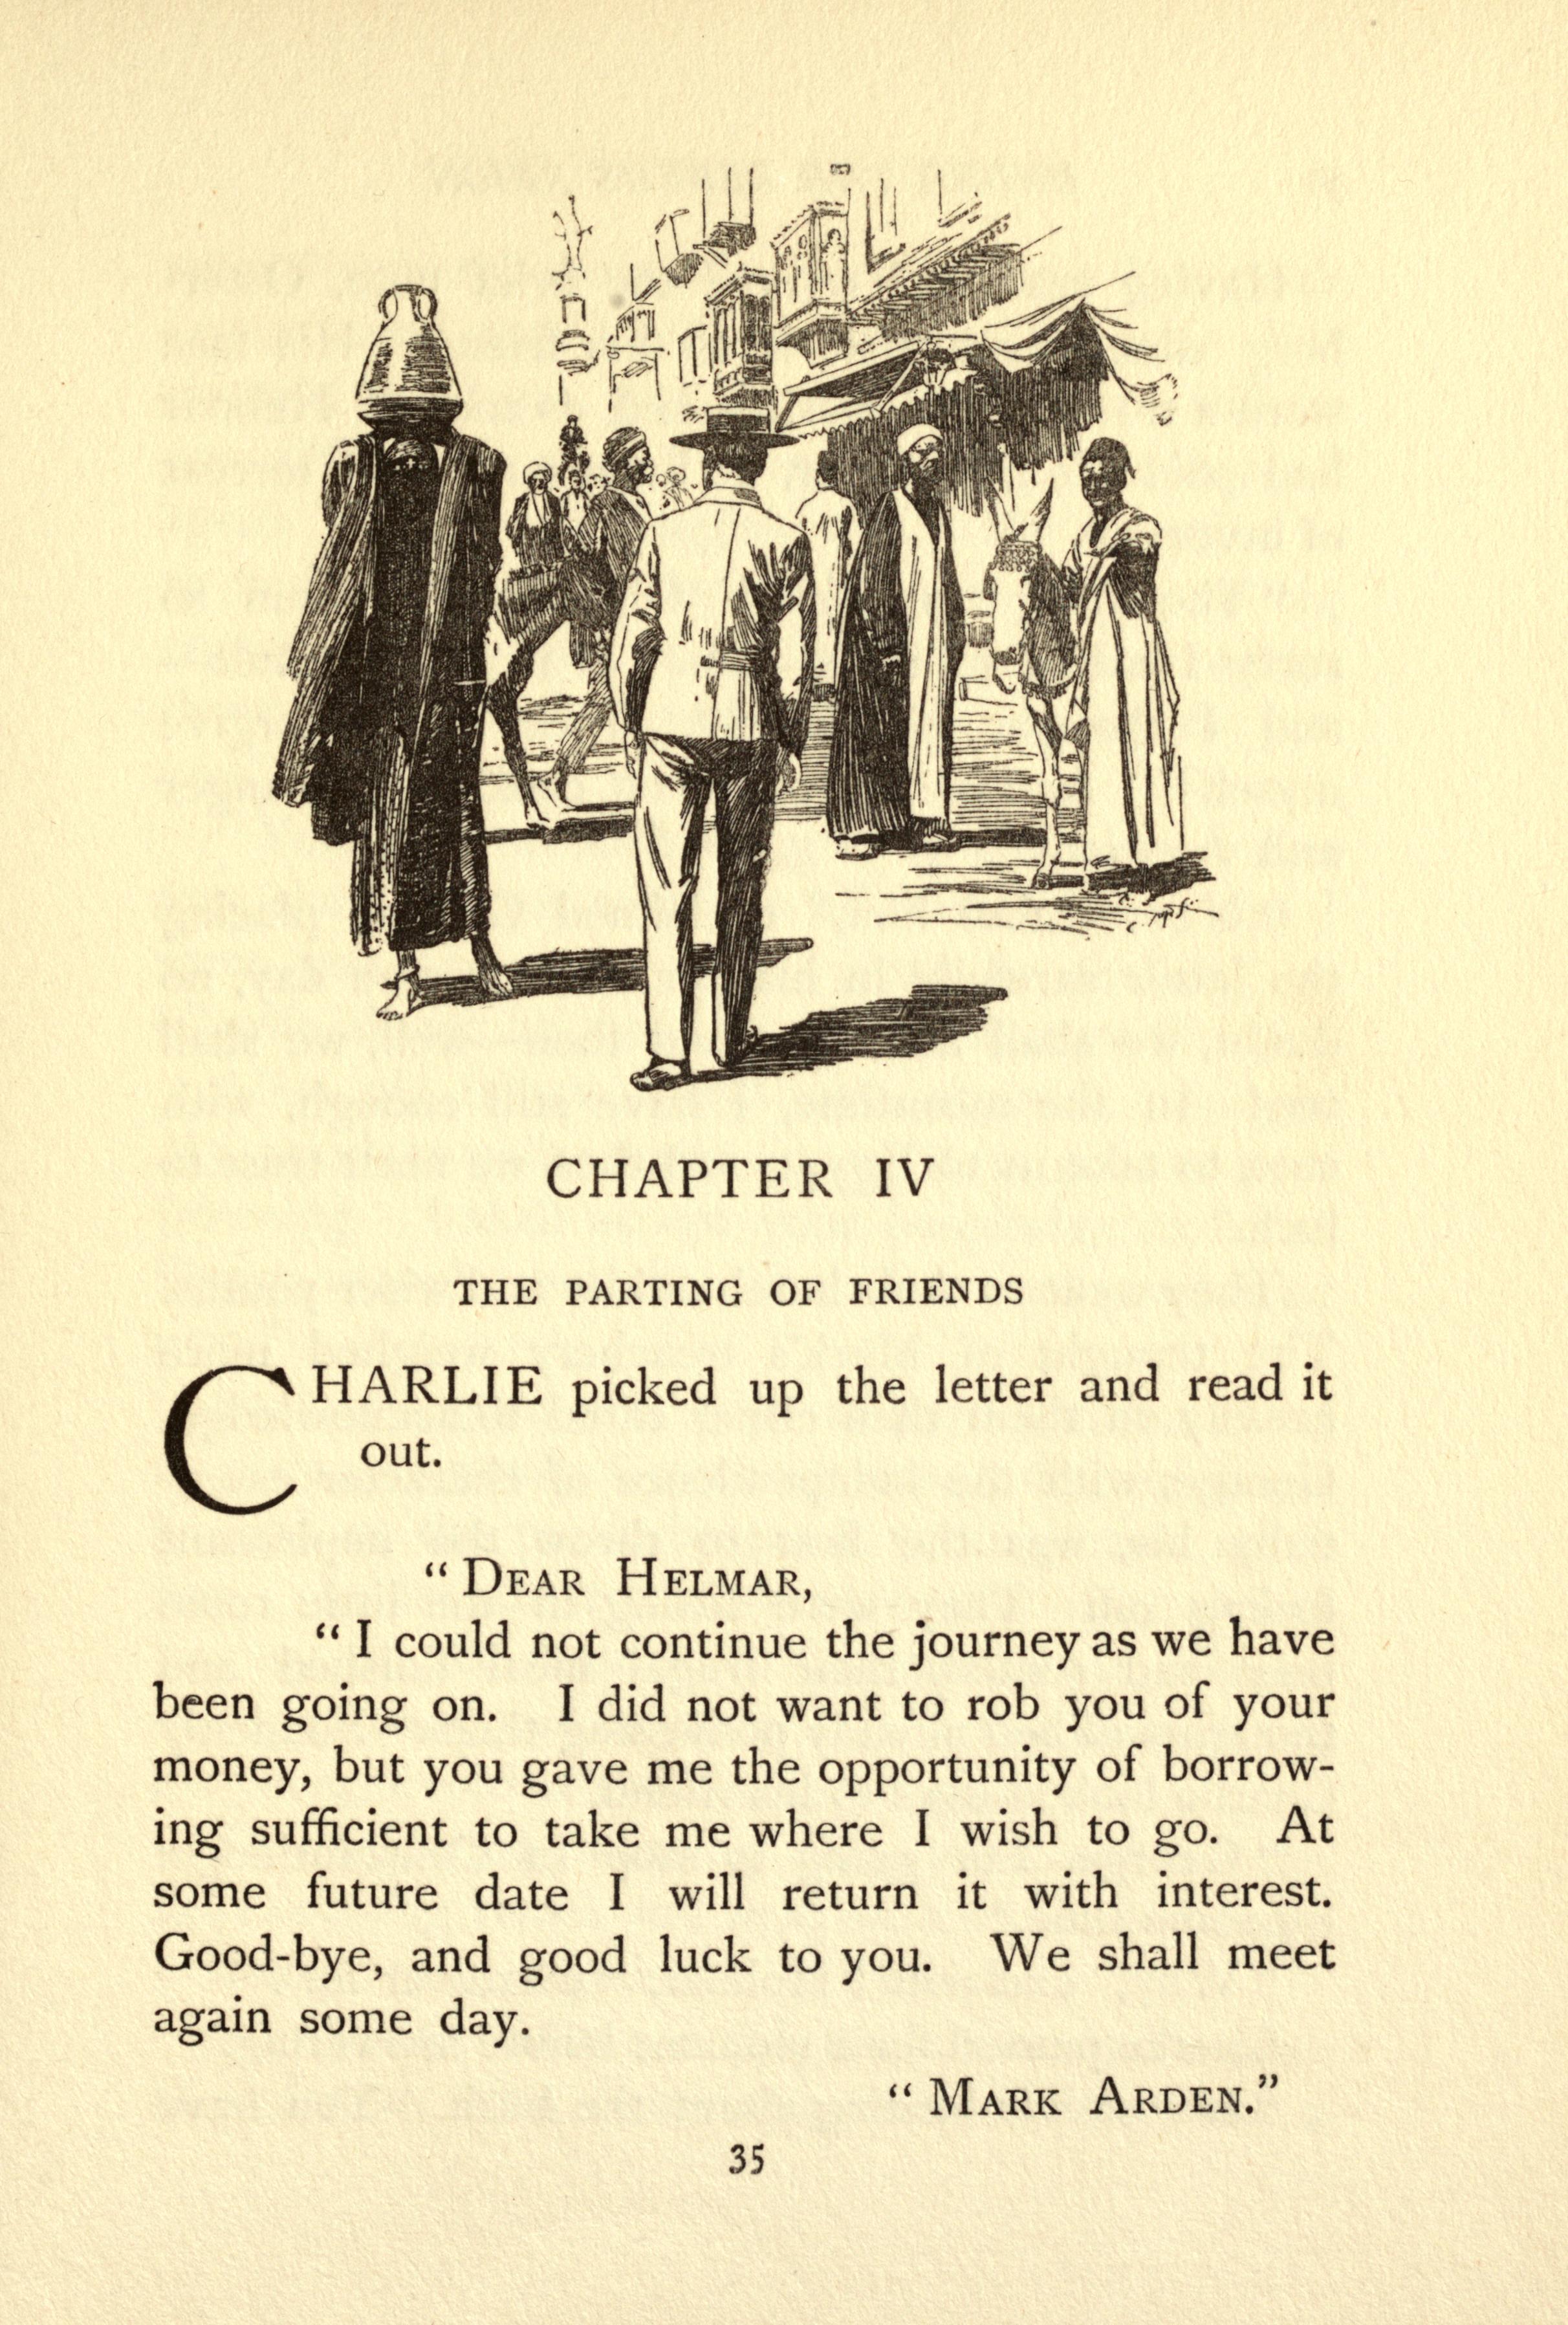 CHAPTER IV
THE PARTING OF FRIENDS
CHARLIE picked up the letter and read it
out.
“ DEAR HELMAR,
“ I could not continue the journey as we have
been going on. I did not want to rob you of your
money, but you gave me the opportunity of borrow-
ing sufficient to take me where I wish to go. At
some future date I will return it with interest.
Good-bye, and good luck to you. We shall meet
again some day.
“ MARK ARDEN.”
35